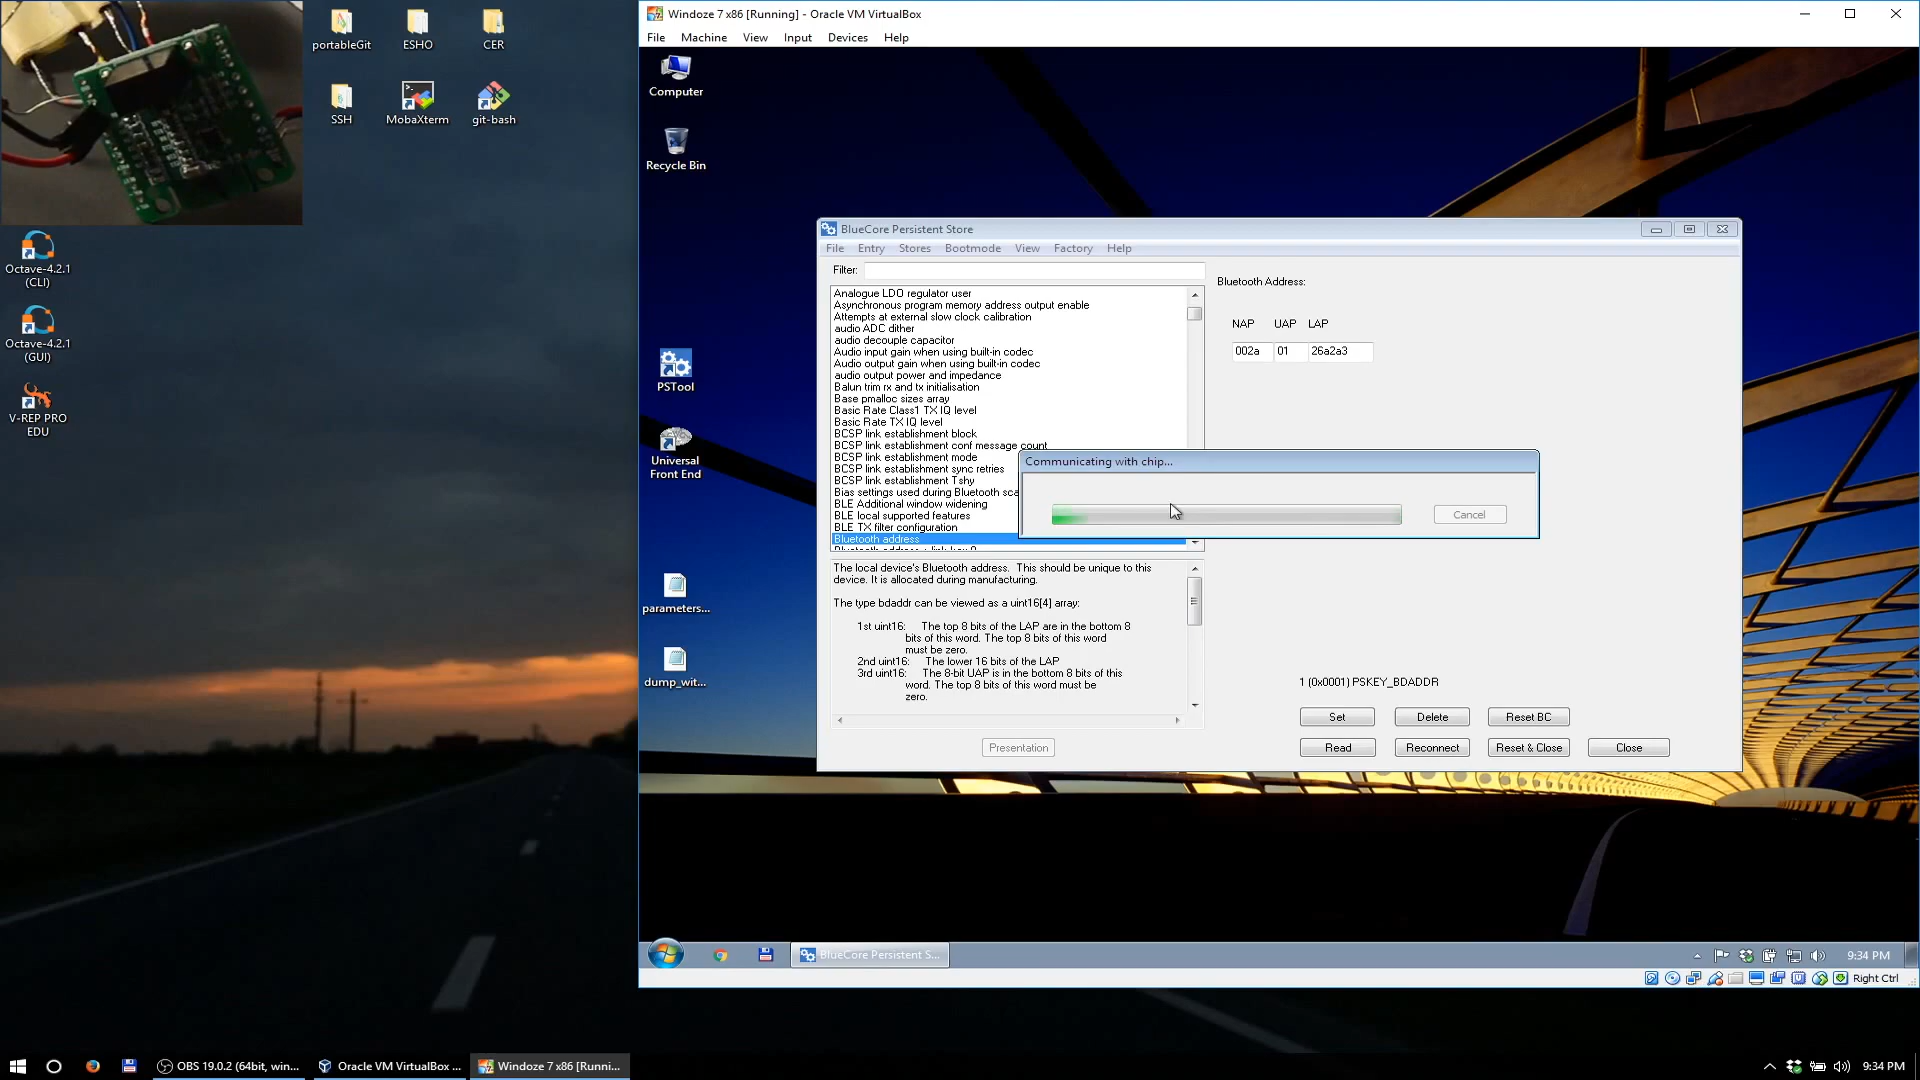 portableGit
ESHO
CER
SSH
MobaXterm
git-bash
Octave-4.2.1
(CLI)
Octave-4.2.1
(GUI)
V-REP PRO
EDU
Windoze 7 x86 [Running] - Oracle VM VirtualBox
File Machine View Input Devices Help
Computer
Recycle Bin
PSTool
Universal
Front End
parameters...
dump_wit...
BlueCore Persistent Store
File Entry Stores Bootmode View Factory Help
Filter:
Analogue LDO regulator user
Asynchronous program memory address output enable
Attempts at external slow clock calibration
audio ADC dither
audio decouple capacitor
Audio input gain when using built-in codec
Audio output gain when using built-in codec
audio output power and impedance
Balun trim rx and tx initialisation
Base pmalloc sizes array
Basic Rate Class1 TX IQ level
Basic Rate TX IQ level
BCSP link establishment block
BCSP link establishment conf message count
BCSP link establishment mode
BCSP link establishment sync retries
BCSP link establishment Tshy
Bias settings used during Bluetooth sca
BLE Additional window widening
BLE local supported features
BLE TX filter configuration
Bluetooth address
Bluetooth Address:
NAP UAP LAP
002a 01 26a2a3
Communicating with chip...
Cancel
The local device's Bluetooth address. This should be unique to this
device. It is allocated during manufacturing.
The type bdaddr can be viewed as a uint16[4] array:
1st uint16: The top 8 bits of the LAP are in the bottom 8
bits of this word. The top 8 bits of this word
must be zero.
2nd uint16: The lower 16 bits of the LAP
3rd uint16: The 8-bit UAP is in the bottom 8 bits of this
word. The top 8 bits of this word must be
zero.
Presentation
1 (0x0001) PSKEY_BDADDR
Set Delete Reset BC
Read Reconnect Reset & Close Close
BlueCore Persistent S...
9:34 PM
Right Ctrl
OBS 19.0.2 (64bit, win...
Oracle VM VirtualBox ...
Windoze 7 x86 [Runni...
9:34 PM